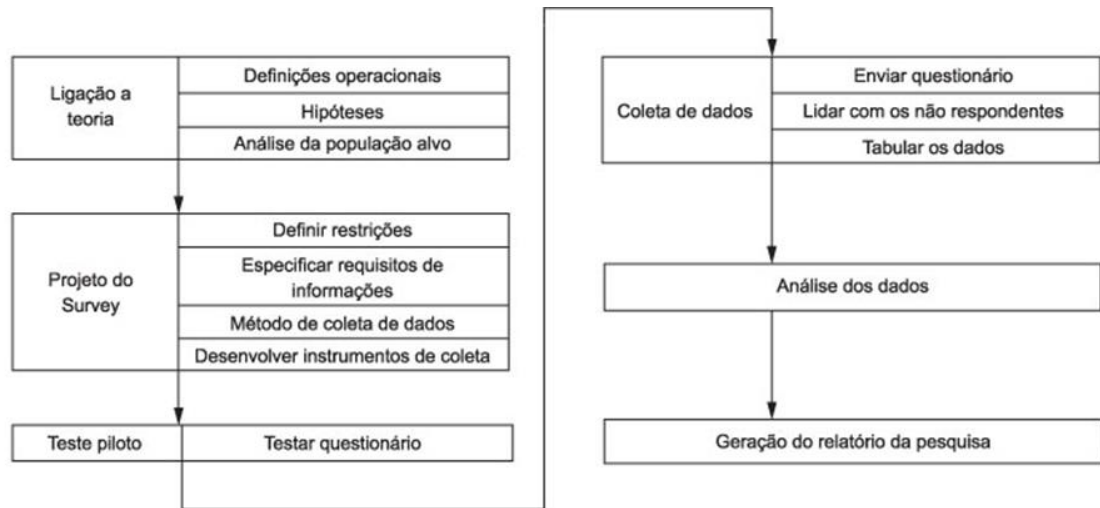 Ligação a
teoria
Definições operacionais
Hipóteses
Análise da população alvo
Projeto do
Survey
Definir restrições
Especificar requisitos de
informações
Método de coleta de dados
Desenvolver instrumentos de coleta
Teste piloto
Testar questionário
Coleta de dados
Enviar questionário
Lidar com os não respondentes
Tabular os dados
Análise dos dados
Geração do relatório da pesquisa